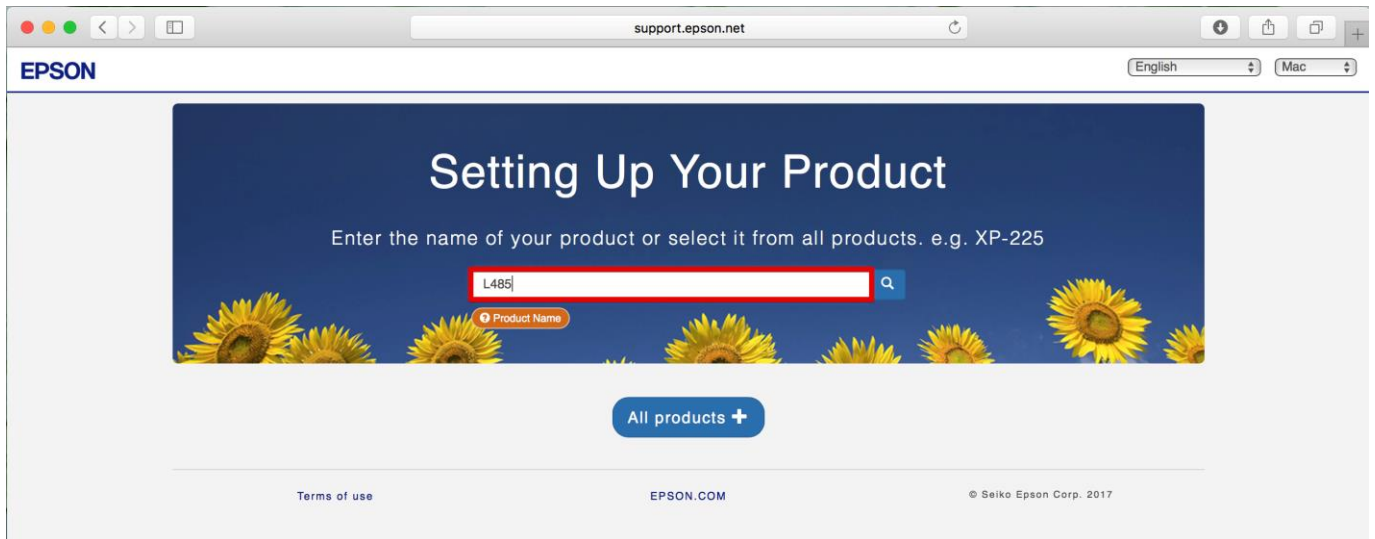 support.epson.net
EPSON
English
Mac
Setting Up Your Product
Enter the name of your product or select it from all products. e.g. XP-225
L485
Product Name
All products
Terms of use
EPSON.COM
© Seiko Epson Corp. 2017